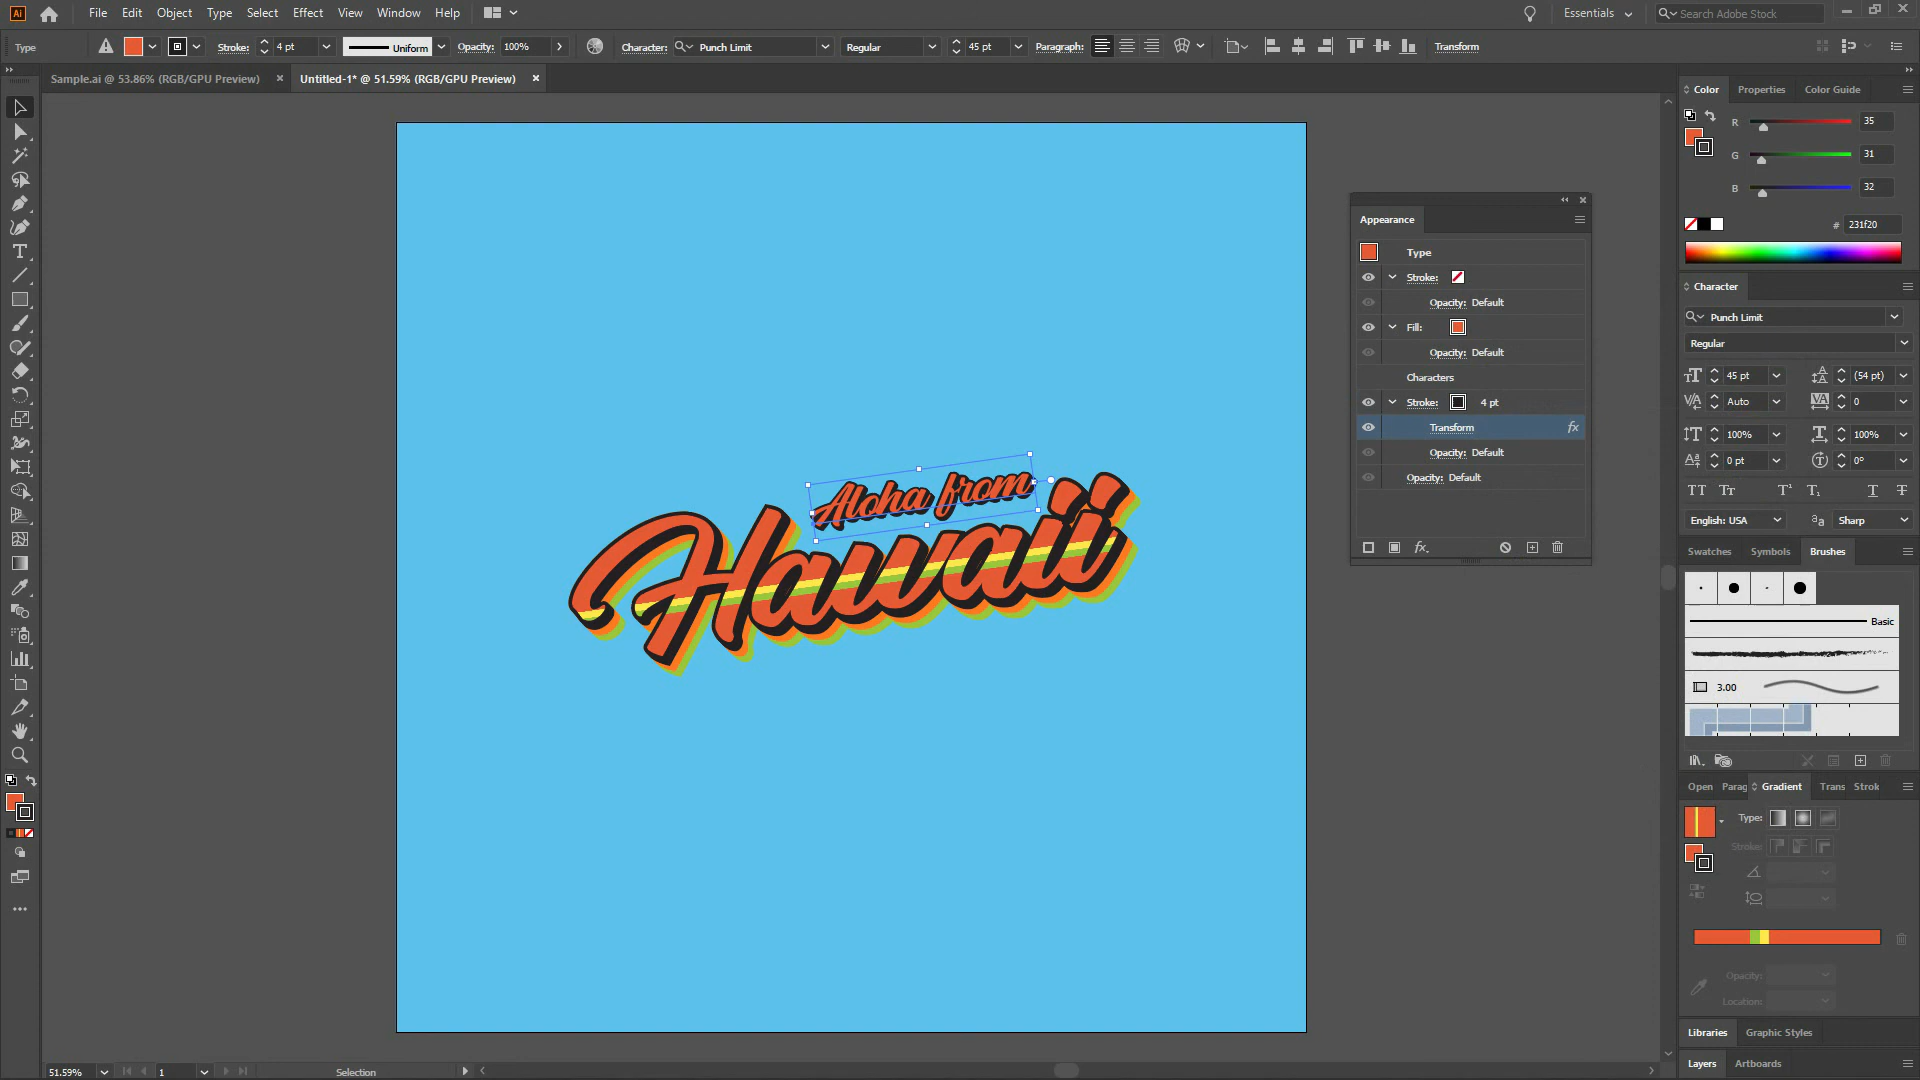 Ai File Edit Object Type Select Effect View Window Help Essentials Search Adobe Stock
Type Stroke: 4 pt Uniform Opacity: 100% Character: Punch Limit Regular 45 pt Paragraph: Transform
Sample.ai @ 53.86% (RGB/GPU Preview) × Untitled-1* @ 51.59% (RGB/GPU Preview) ×
Color Properties Color Guide
R 35
G 31
B 32
# 231f20
Appearance
Type
Stroke:
Opacity: Default
Fill:
Opacity: Default
Characters
Stroke: 4 pt
Transform fx
Opacity: Default
Opacity: Default
fx.
Character
Punch Limit
Regular
45 pt (54 pt)
Auto 0
100% 100%
0 pt 0°
English: USA Sharp
Swatches Symbols Brushes
Basic
3.00
Open Parag Gradient Trans Strok
Type:
Stroke:
Opacity:
Location:
Libraries Graphic Styles
Layers Artboards
Aloha from
Hawaii
51.59% 1 Selection